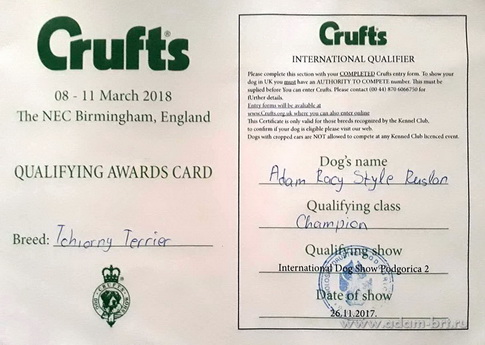 Crufts®
08 - 11 March 2018
The NEC Birmingham, England
QUALIFYING AWARDS CARD
Breed: Tchiorny Terrier
CRUFTS
Crufts®
INTERNATIONAL QUALIFIER
Please complete this section with your COMPLETED Crufts entry form. To show your
dog in UK you must have an AUTHORITY TO COMPETE number. This must be
suplied before You can enter Crufts. Please contact (00 44) 870 6066750 for
fUrther details.
Entry forms will be avaliable at
www.Crufts.org.uk where you can also enter online
This Certificate is only valid for those breeds recognized by the Kennel Club,
to confirm if your dog is eligible please visit our web.
Dogs with cropped ears are NOT allowed to compete at any Kennel Club licenced event.
Dog's name
Adam Racy Style Ruslan
Qualifying class
Champion
Qualifying show
International Dog Show Podgorica 2
Date of show
26.11.2017.
www.adam-brt.ru